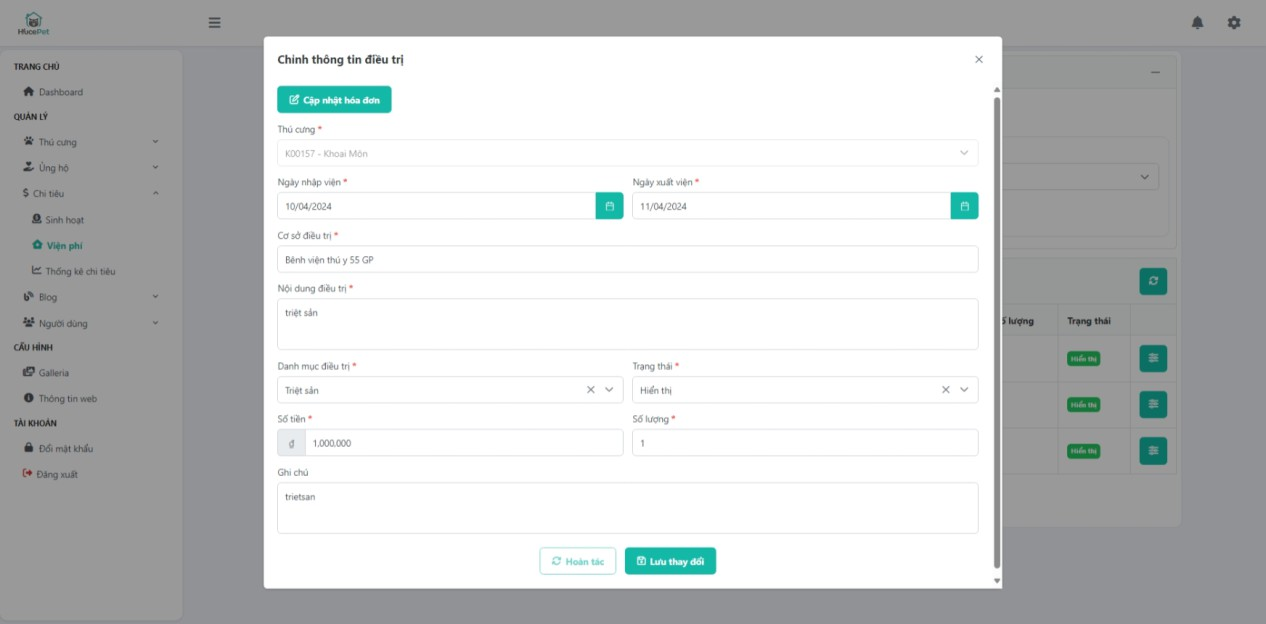 HucePet
TRANG CHỦ
Dashboard
QUẢN LÝ
Thú cưng
Ủng hộ
Chi tiêu
Sinh hoạt
Viện phí
Thống kê chi tiêu
Blog
Người dùng
CẤU HÌNH
Galleria
Thông tin web
TÀI KHOẢN
Đổi mật khẩu
Đăng xuất
Chỉnh thông tin điều trị
Cập nhật hóa đơn
Thú cưng *
K00157 - Khoai Môn
Ngày nhập viện * Ngày xuất viện *
10/04/2024 11/04/2024
Cơ sở điều trị *
Bệnh viện thú y 55 GP
Nội dung điều trị *
triệt sản
Danh mục điều trị * Trạng thái *
Triệt sản Hiển thị
Số tiền * Số lượng *
₫ 1,000,000 1
Ghi chú
trietsan
Hoàn tác Lưu thay đổi
ố lượng Trạng thái
Hiển thị
Hiển thị
Hiển thị